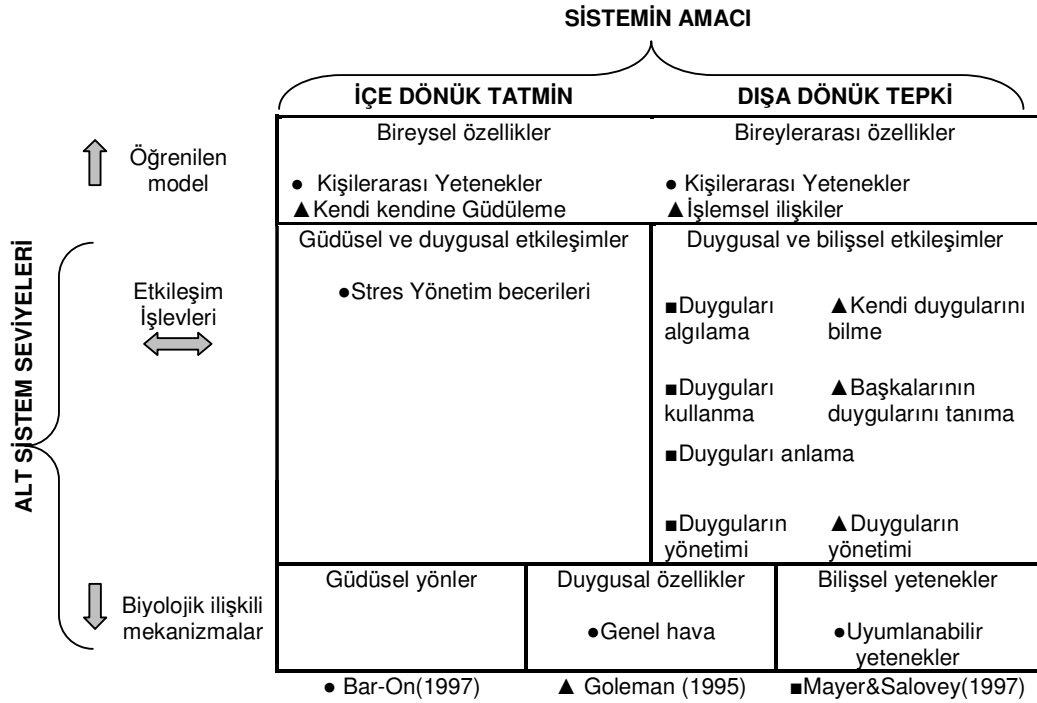 SİSTEMİN AMACI
İÇE DÖNÜK TATMİN
DIŞA DÖNÜK TEPKİ
ALT SİSTEM SEVİYELERİ
Öğrenilen
model
Bireysel özellikler
● Kişilerarası Yetenekler
▲Kendi kendine Güdüleme
Bireylerarası özellikler
● Kişilerarası Yetenekler
▲İşlemsel ilişkiler
Etkileşim
İşlevleri
Güdüsel ve duygusal etkileşimler
●Stres Yönetim becerileri
Duygusal ve bilişsel etkileşimler
■Duyguları
algılama
▲Kendi duygularını
bilme
■Duyguları
kullanma
▲Başkalarının
duygularını tanıma
■Duyguları anlama
■Duyguların
yönetimi
▲Duyguların
yönetimi
Biyolojik ilişkili
mekanizmalar
Güdüsel yönler
Duygusal özellikler
●Genel hava
Bilişsel yetenekler
●Uyumlanabilir
yetenekler
● Bar-On(1997)
▲ Goleman (1995)
■Mayer&Salovey(1997)